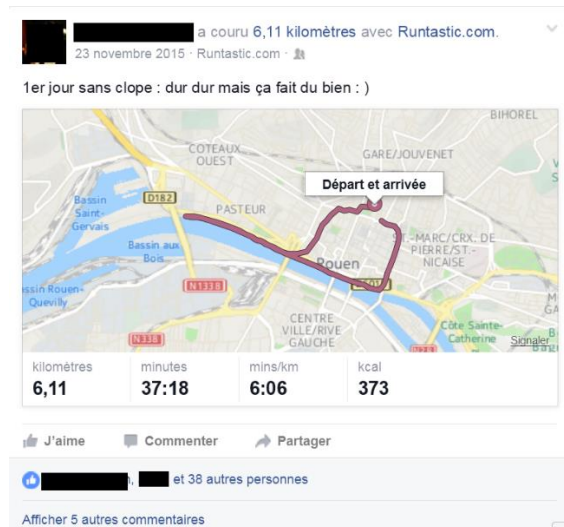 a couru 6,11 kilomètres avec Runtastic.com.
23 novembre 2015 · Runtastic.com ·
1er jour sans clope : dur dur mais ça fait du bien : )
BIHOREL
COTEAUX
OUEST
GARE/JOUVENET
Départ et arrivée
D182
Bassin
Saint-
Gervais
PASTEUR
Bassin aux
Bois
-MARC/CRX. DE
PIERRE/ST.-
NICAISE
Rouen
Bassin Rouen-
Quevilly
N1338
CENTRE
VILLE/RIVE
GAUCHE
N338
Côte Sainte-
Catherine
Signaler
kilomètres
minutes
mins/km
kcal
6,11
37:18
6:06
373
J'aime
Commenter
Partager
et 38 autres personnes
Afficher 5 autres commentaires